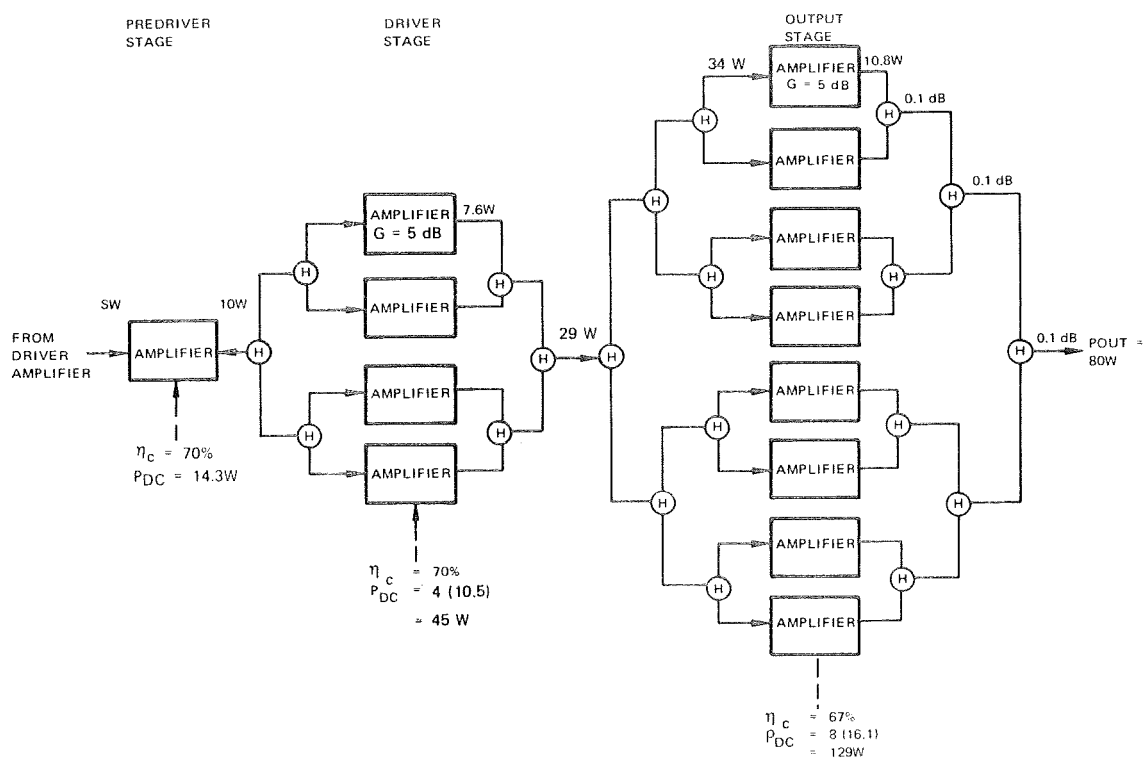 PREDRIVER
STAGE
DRIVER
STAGE
OUTPUT
STAGE
34 W
AMPLIFIER
G = 5 dB
10.8W
H
H
0.1 dB
AMPLIFIER
H
H
0.1 dB
AMPLIFIER
G = 5 dB
7.6W
AMPLIFIER
H
H
H
H
AMPLIFIER
AMPLIFIER
SW
10W
FROM
DRIVER
AMPLIFIER
AMPLIFIER
H
H
29 W
H
H
0.1 dB
POUT =
80W
AMPLIFIER
AMPLIFIER
H
H
AMPLIFIER
H
H
AMPLIFIER
ηc = 70%
PDC = 14.3W
H
H
AMPLIFIER
H
H
AMPLIFIER
ηc = 70%
PDC = 4 (10.5)
= 45 W
ηc = 67%
PDC = 8 (16.1)
= 129W